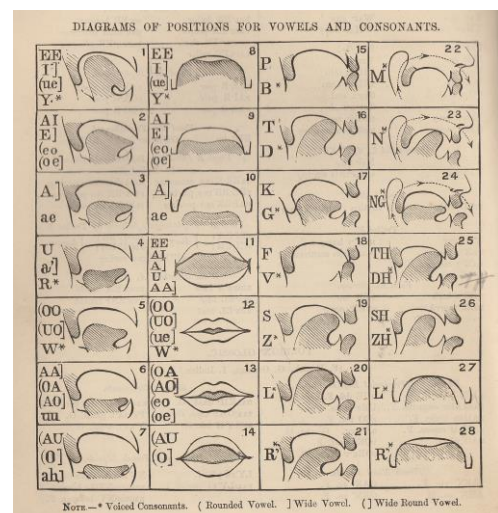 DIAGRAMS OF POSITIONS FOR VOWELS AND CONSONANTS.
EE 1
I]
(ue]
Y*
AI 2
E]
(eo
(oe]
A] 3
ae
U 4
a']
R*
(OO 5
(UO]
W*
AA] 6
(OA
(AO]
uu
(AU 7
(O]
ah]
EE 8
I]
(ue]
Y*
AI 9
E]
(eo
(oe]
A] 10
ae
EE 11
AI
A]
U
AA]
(OO 12
(UO]
(ue
W*
(OA 13
(AO]
(eo
(oe]
(AU 14
(O]
P 15
B*
T 16
D*
K 17
G*
F 18
V*
S 19
Z*
L* 20
R* 21
M* 22
N* 23
NG* 24
TH 25
DH*
SH 26
ZH*
L* 27
R* 28
NOTE.—* Voiced Consonants. ( Rounded Vowel. ] Wide Vowel. (] Wide Round Vowel.